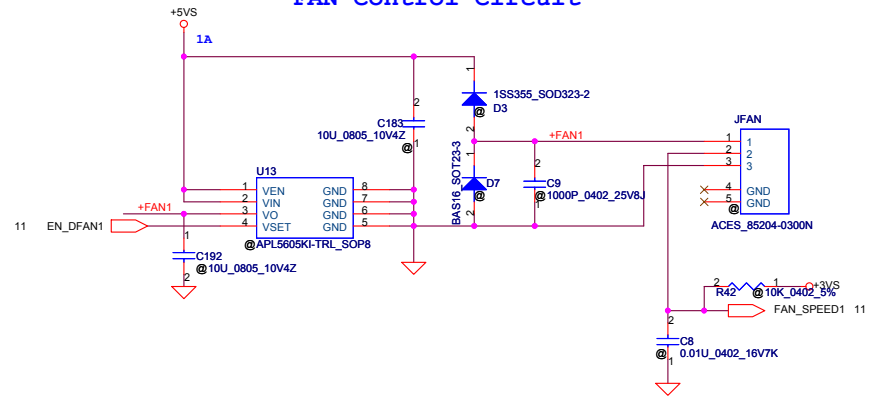 FAN Control Circuit
+5VS
1A
1
1SS355_SOD323-2
@ D3
2
2
C183
10U_0805_10V4Z
@ 1
JFAN
+FAN1
1 1
2 2
3 3
4 GND
5 GND
@
ACES_85204-0300N
1
BAS16_SOT23-3
D7
@
2
2
C9
@ 1000P_0402_25V8J
1
U13
1 VEN GND 8
2 VIN GND 7
3 VO GND 6
4 VSET GND 5
@ APL5605KI-TRL_SOP8
+FAN1
11 EN_DFAN1
1
C192
@ 10U_0805_10V4Z
2
2 1 +3VS
R42 @ 10K_0402_5%
FAN_SPEED1 11
2
C8
@ 0.01U_0402_16V7K
1